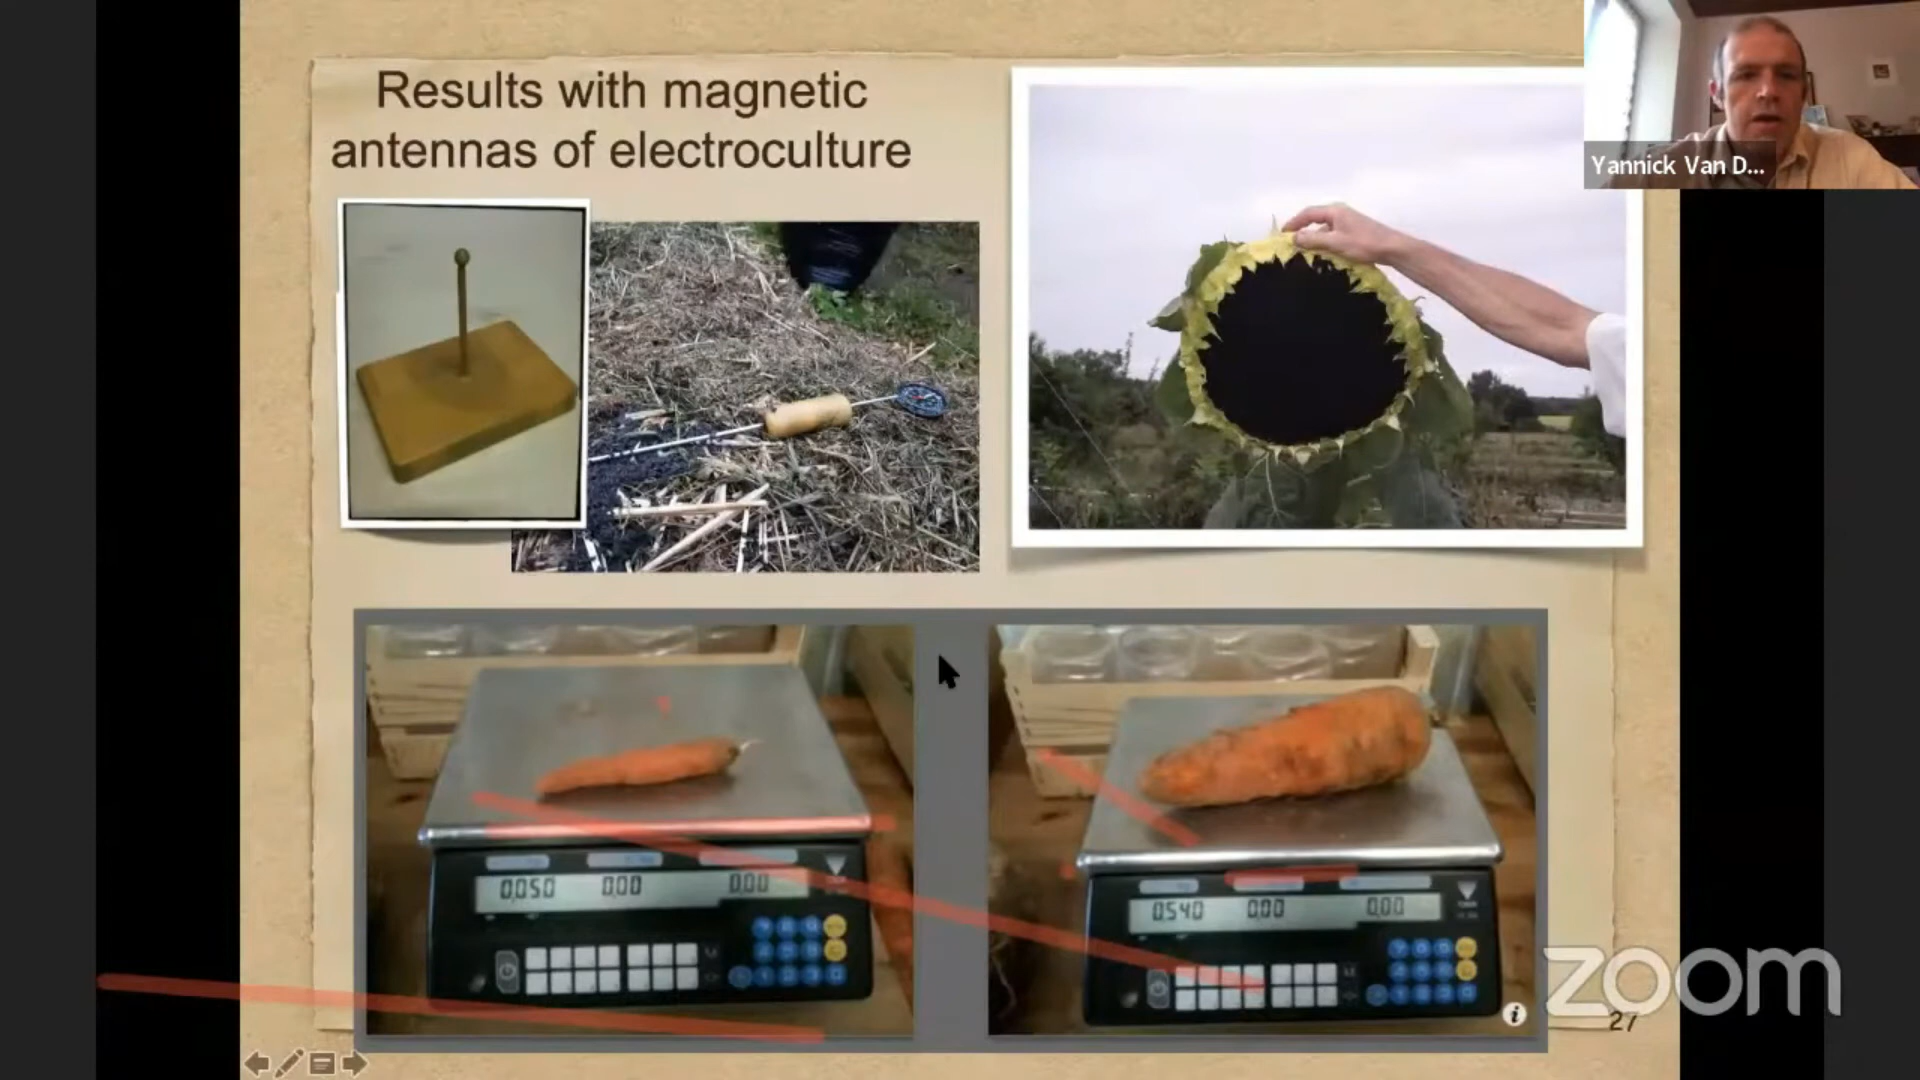 Results with magnetic
antennas of electroculture
Yannick Van D...
0,050 0,00 0,00
0,540 0,00 0,00
zoom
27